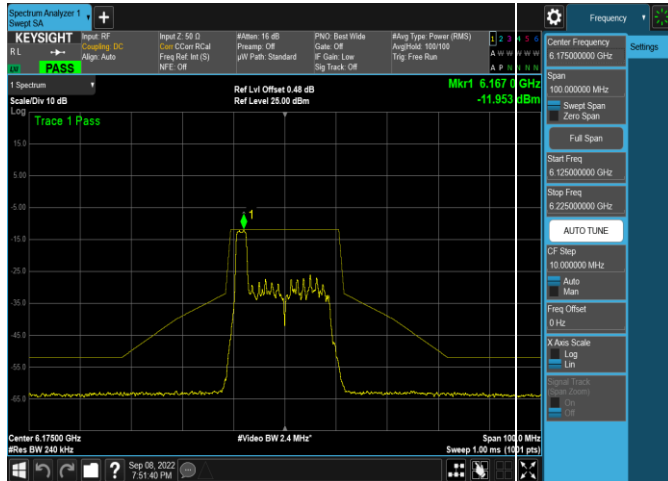 Spectrum Analyzer 1
Swept SA
+
Frequency
KEYSIGHT
RL
PASS
Input: RF
Coupling: DC
Align: Auto
Input Z: 50 Ω
Corr CCorr RCal
Freq Ref: Int (S)
NFE: Off
#Atten: 16 dB
Preamp: Off
µW Path: Standard
PNO: Best Wide
Gate: Off
IF Gain: Low
Sig Track: Off
#Avg Type: Power (RMS)
Avg|Hold: 100/100
Trig: Free Run
1 2 3 4 5 6
A W W W W W
A P N N N N
1 Spectrum
Scale/Div 10 dB
Log
Ref Lvl Offset 0.48 dB
Ref Level 25.00 dBm
Mkr1 6.167 0 GHz
-11.953 dBm
Trace 1 Pass
15.0
5.00
-5.00
-15.0
-25.0
-35.0
-45.0
-55.0
-65.0
1
Center 6.17500 GHz
#Res BW 240 kHz
#Video BW 2.4 MHz*
Span 100.0 MHz
Sweep 1.00 ms (1001 pts)
?
Sep 08, 2022
7:51:40 PM
Center Frequency
6.175000000 GHz
Settings
Span
100.000000 MHz
Swept Span
Zero Span
Full Span
Start Freq
6.125000000 GHz
Stop Freq
6.225000000 GHz
AUTO TUNE
CF Step
10.000000 MHz
Auto
Man
Freq Offset
0 Hz
X Axis Scale
Log
Lin
Signal Track
(Span Zoom)
On
Off